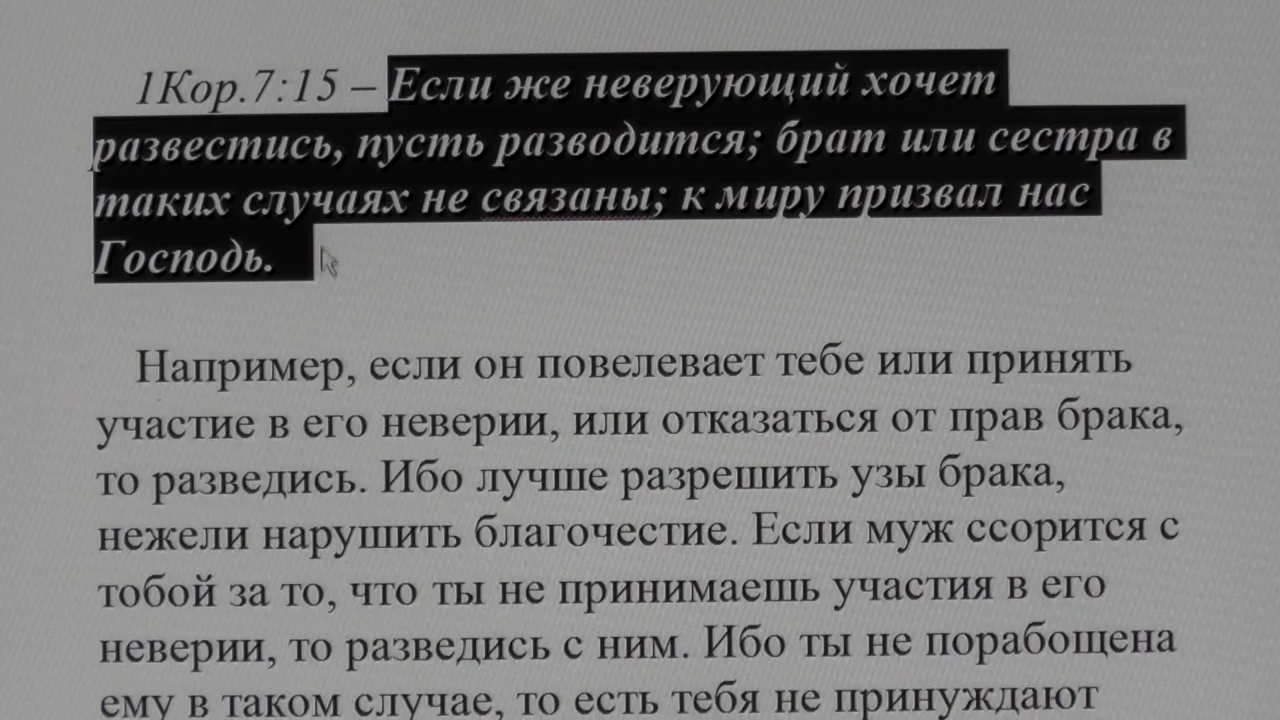 1Кор.7:15 – Если же неверующий хочет
развестись, пусть разводится; брат или сестра в
таких случаях не связаны; к миру призвал нас
Господь.
Например, если он повелевает тебе или принять
участие в его неверии, или отказаться от прав брака,
то разведись. Ибо лучше разрешить узы брака,
нежели нарушить благочестие. Если муж ссорится с
тобой за то, что ты не принимаешь участия в его
неверии, то разведись с ним. Ибо ты не порабощена
ему в таком случае, то есть тебя не принуждают